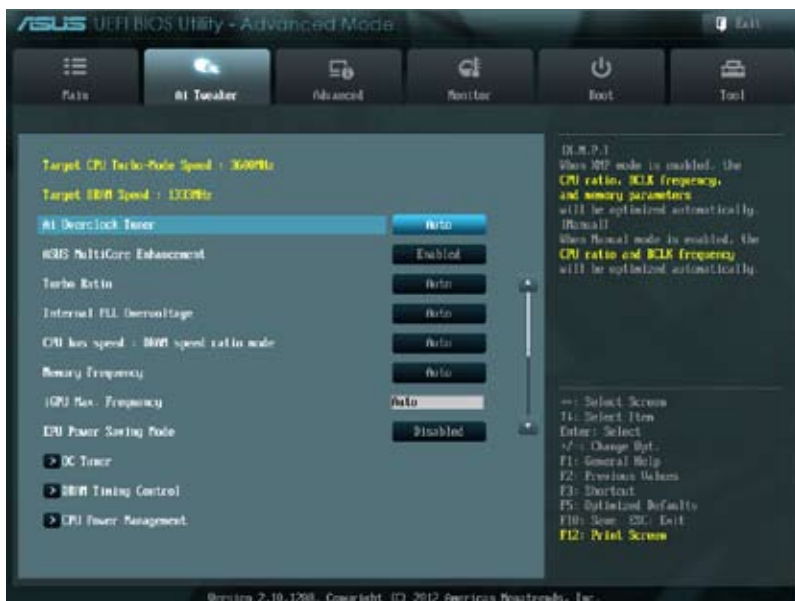 ASUS UEFI BIOS Utility - Advanced Mode
Exit
Main
Ai Tweaker
Advanced
Monitor
Boot
Tool
Target CPU Turbo-Mode Speed : 3600MHz
Target DRAM Speed : 1333MHz
Ai Overclock Tuner
Auto
ASUS MultiCore Enhancement
Enabled
Turbo Ratio
Auto
Internal PLL Overvoltage
Auto
CPU bus speed : DRAM speed ratio mode
Auto
Memory Frequency
Auto
iGPU Max. Frequency
Auto
EPU Power Saving Mode
Disabled
OC Tuner
DRAM Timing Control
CPU Power Management
[X.M.P.]
When XMP mode is enabled, the
CPU ratio, BCLK frequency,
and memory parameters
will be optimized automatically.
[Manual]
When Manual mode is enabled, the
CPU ratio and BCLK frequency
will be optimized automatically.
→←: Select Screen
↑↓: Select Item
Enter: Select
+/-: Change Opt.
F1: General Help
F2: Previous Values
F3: Shortcut
F5: Optimized Defaults
F10: Save ESC: Exit
F12: Print Screen
Version 2.10.1208. Copyright (C) 2012 American Megatrends, Inc.